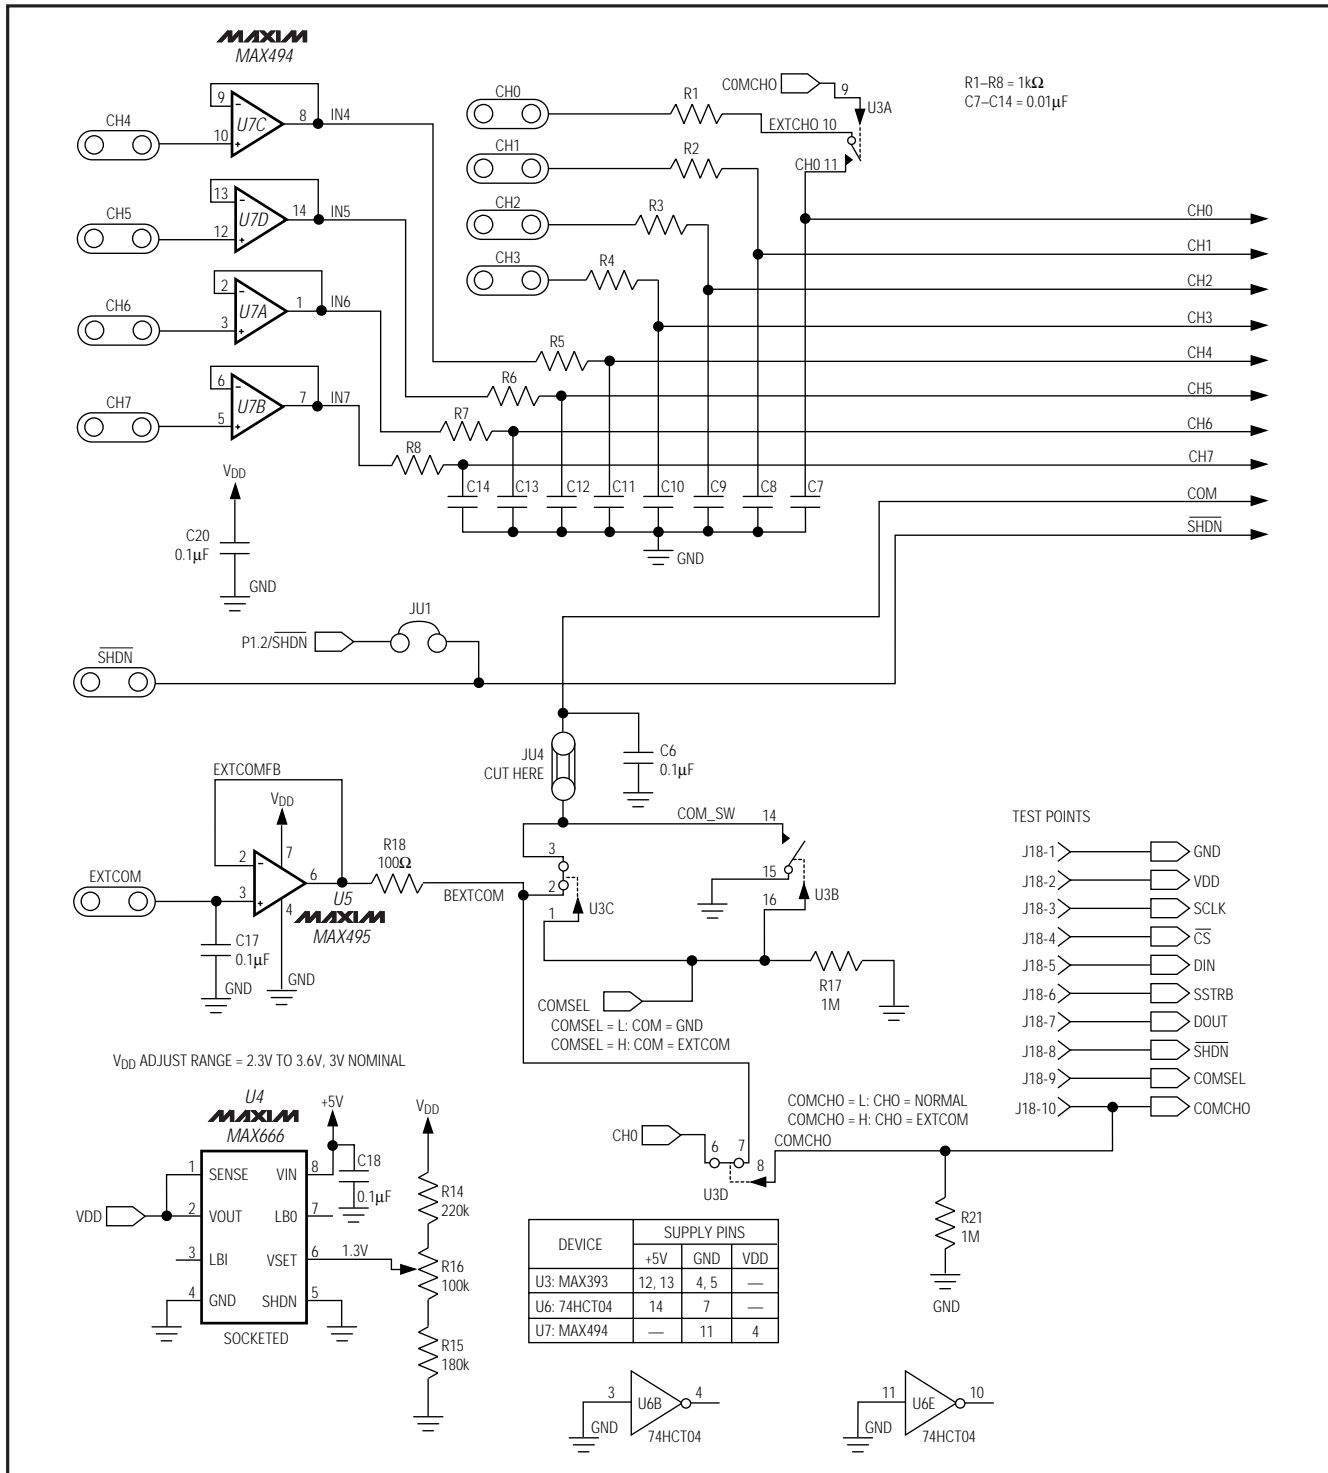 MAXIM
MAX494
CH4
9
10
U7C
8
IN4
CH5
13
12
U7D
14
IN5
CH6
2
3
U7A
1
IN6
CH7
6
5
U7B
7
IN7
CH0
R1
CH1
R2
CH2
R3
CH3
R4
COMCHO
9
U3A
EXTCHO 10
CHO 11
R1–R8 = 1kΩ
C7–C14 = 0.01µF
CH0
CH1
CH2
CH3
R5
CH4
R6
CH5
R7
CH6
R8
CH7
C14
C13
C12
C11
C10
C9
C8
C7
GND
COM
SHDN
VDD
C20
0.1µF
GND
JU1
P1.2/SHDN
SHDN
JU4
CUT HERE
C6
0.1µF
EXTCOMFB
VDD
7
2
3
6
4
U5
MAXIM
MAX495
R18
100Ω
EXTCOM
C17
0.1µF
GND
GND
BEXTCOM
COM_SW
14
3
2
1
U3C
15
16
U3B
R17
1M
COMSEL
COMSEL = L: COM = GND
COMSEL = H: COM = EXTCOM
TEST POINTS
J18-1 GND
J18-2 VDD
J18-3 SCLK
J18-4 CS
J18-5 DIN
J18-6 SSTRB
J18-7 DOUT
J18-8 SHDN
J18-9 COMSEL
J18-10 COMCHO
VDD ADJUST RANGE = 2.3V TO 3.6V, 3V NOMINAL
U4
MAXIM
MAX666
+5V
VDD
1 SENSE VIN 8
C18
0.1µF
VDD
2 VOUT LBO 7
3 LBI VSET 6 1.3V
4 GND SHDN 5
SOCKETED
R14
220k
R16
100k
R15
180k
COMCHO = L: CHO = NORMAL
COMCHO = H: CHO = EXTCOM
CH0
6
7
8
COMCHO
U3D
R21
1M
GND
DEVICE SUPPLY PINS
+5V GND VDD
U3: MAX393 12, 13 4, 5 —
U6: 74HCT04 14 7 —
U7: MAX494 — 11 4
3
U6B
4
GND
74HCT04
11
U6E
10
GND
74HCT04